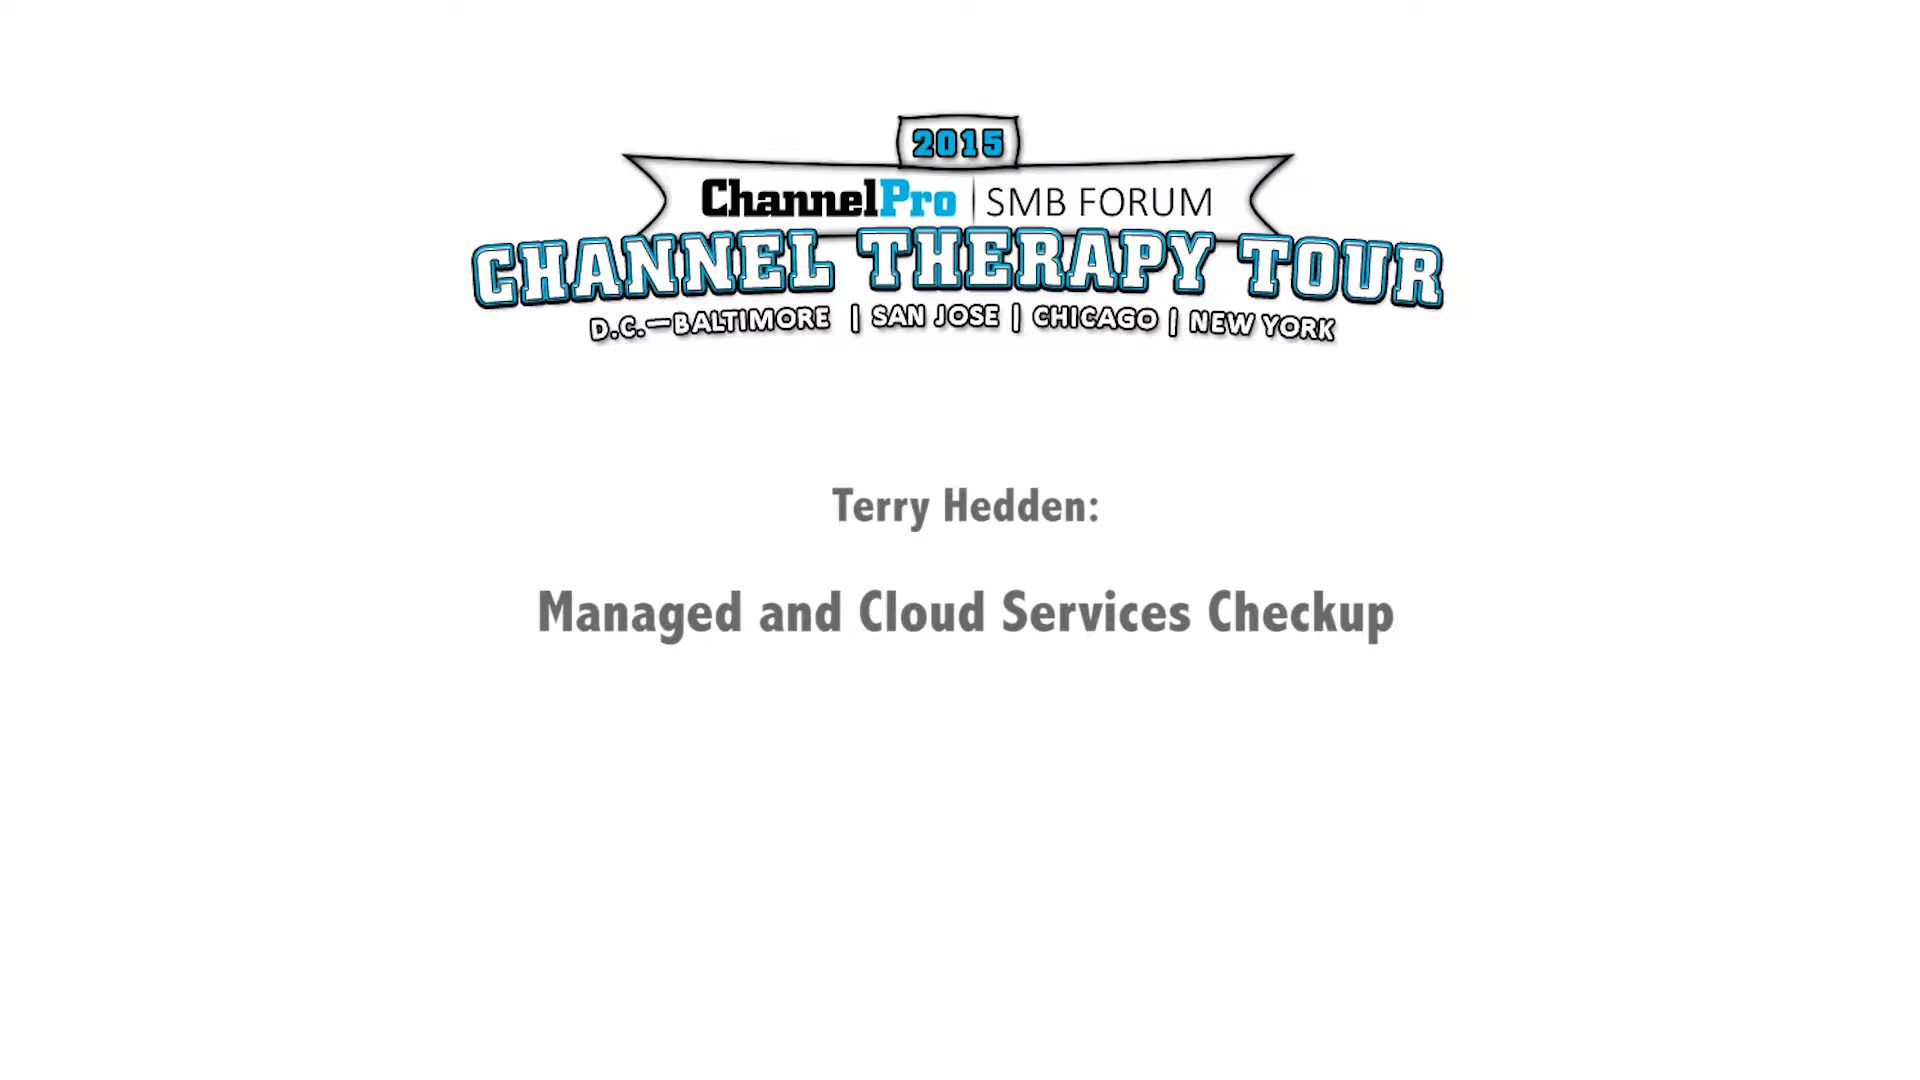 2015
ChannelPro | SMB FORUM
CHANNEL THERAPY TOUR
D.C.—BALTIMORE | SAN JOSE | CHICAGO | NEW YORK
Terry Hedden:
Managed and Cloud Services Checkup